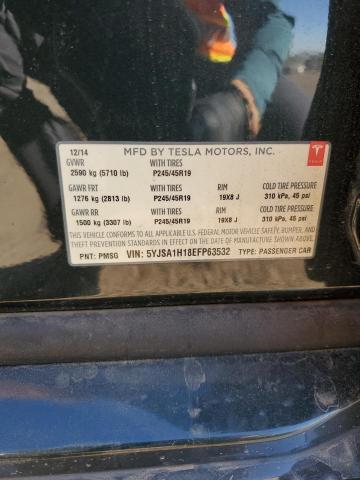 12/14 MFD BY TESLA MOTORS, INC.
GVWR WITH TIRES
2590 kg (5710 lb) P245/45R19
GAWR FRT WITH TIRES RIM COLD TIRE PRESSURE
1276 kg (2813 lb) P245/45R19 19X8 J 310 kPa, 45 psi
GAWR RR WITH TIRES RIM COLD TIRE PRESSURE
1500 kg (3307 lb) P245/45R19 19X8 J 310 kPa, 45 psi
THIS VEHICLE CONFORMS TO ALL APPLICABLE U.S. FEDERAL MOTOR VEHICLE SAFETY, BUMPER, AND
THEFT PREVENTION STANDARDS IN EFFECT ON THE DATE OF MANUFACTURE SHOWN ABOVE.
PNT: PMSG VIN: 5YJSA1H18EFP63532 TYPE: PASSENGER CAR
TESLA